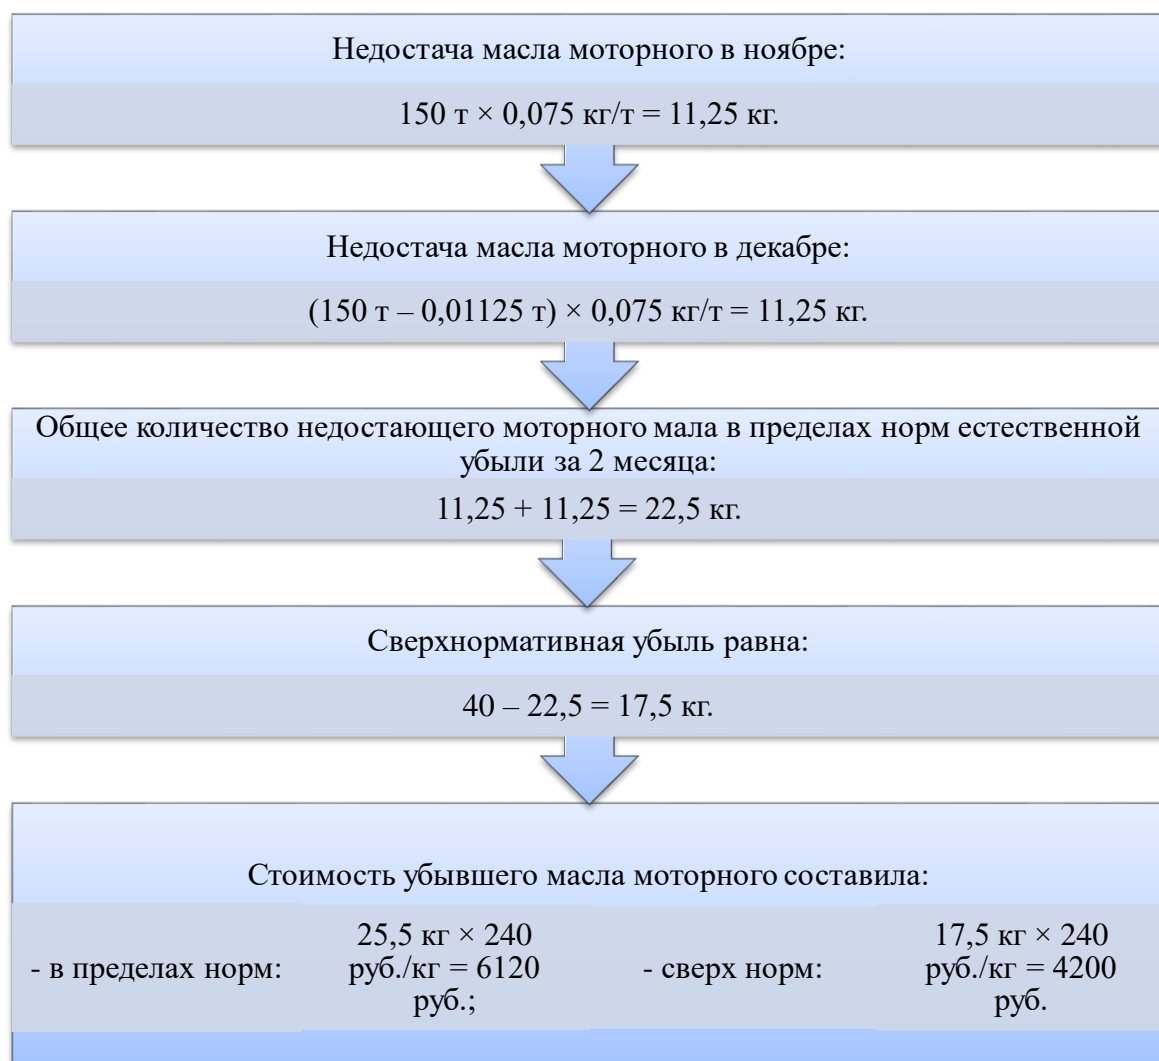 Недостача масла моторного в ноябре:
150 т × 0,075 кг/т = 11,25 кг.
Недостача масла моторного в декабре:
(150 т – 0,01125 т) × 0,075 кг/т = 11,25 кг.
Общее количество недостающего моторного мала в пределах норм естественной
убыли за 2 месяца:
11,25 + 11,25 = 22,5 кг.
Сверхнормативная убыль равна:
40 – 22,5 = 17,5 кг.
Стоимость убывшего масла моторного составила:
- в пределах норм:
25,5 кг × 240
руб./кг = 6120
руб.;
- сверх норм:
17,5 кг × 240
руб./кг = 4200
руб.